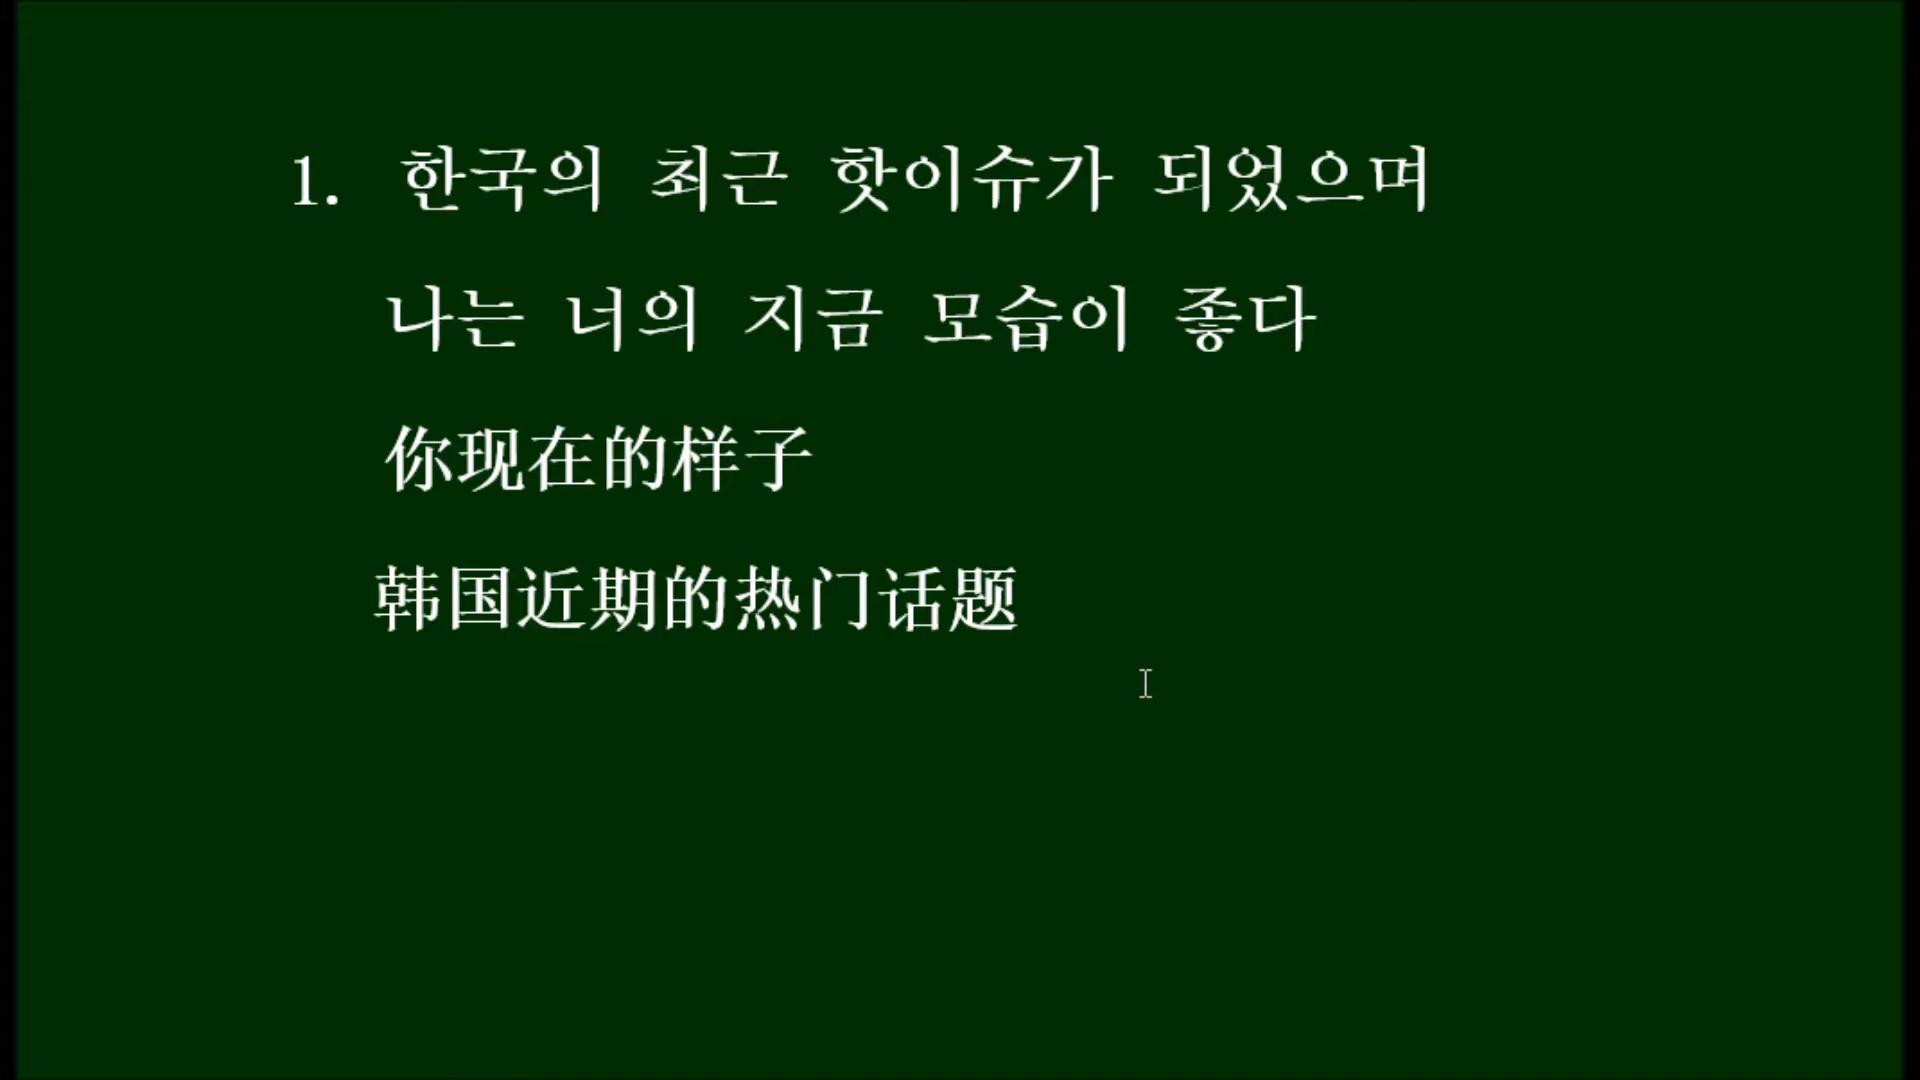 1. 한국의 최근 핫이슈가 되었으며
나는 너의 지금 모습이 좋다
你现在的样子
韩国近期的热门话题